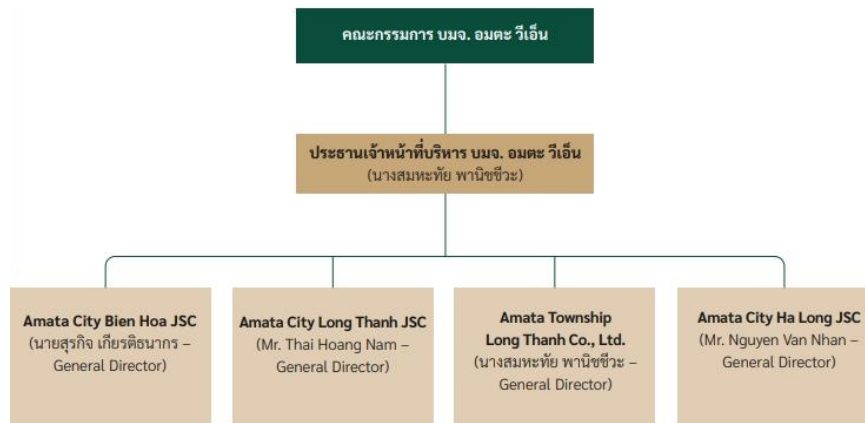 คณะกรรมการ บมจ. อมตะ วีเอ็น
ประธานเจ้าหน้าที่บริหาร บมจ. อมตะ วีเอ็น
(นางสมหะทัย พานิชชีวะ)
Amata City Bien Hoa JSC
(นายสุรกิจ เกียรติธนากร –
General Director)
Amata City Long Thanh JSC
(Mr. Thai Hoang Nam –
General Director)
Amata Township
Long Thanh Co., Ltd.
(นางสมหะทัย พานิชชีวะ –
General Director)
Amata City Ha Long JSC
(Mr. Nguyen Van Nhan –
General Director)